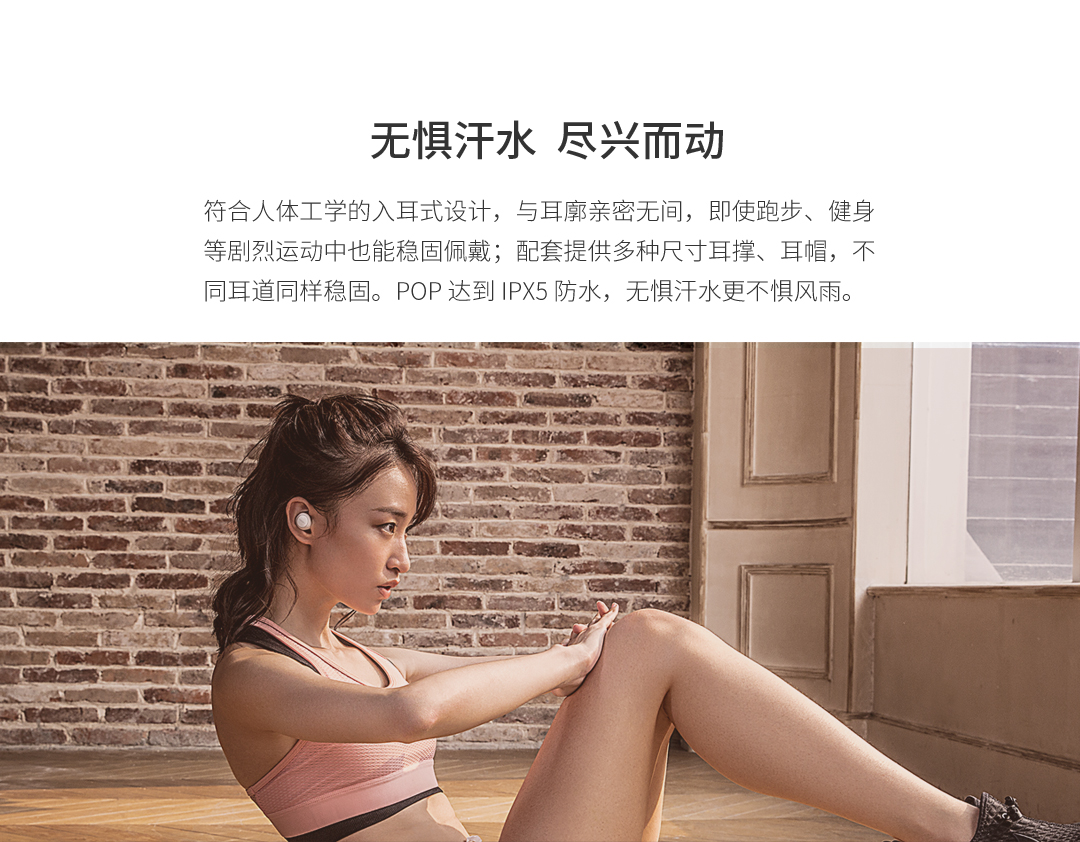 无惧汗水 尽兴而动
符合人体工学的入耳式设计，与耳廓亲密无间，即使跑步、健身
等剧烈运动中也能稳固佩戴；配套提供多种尺寸耳撑、耳帽，不
同耳道同样稳固。POP 达到 IPX5 防水，无惧汗水更不惧风雨。